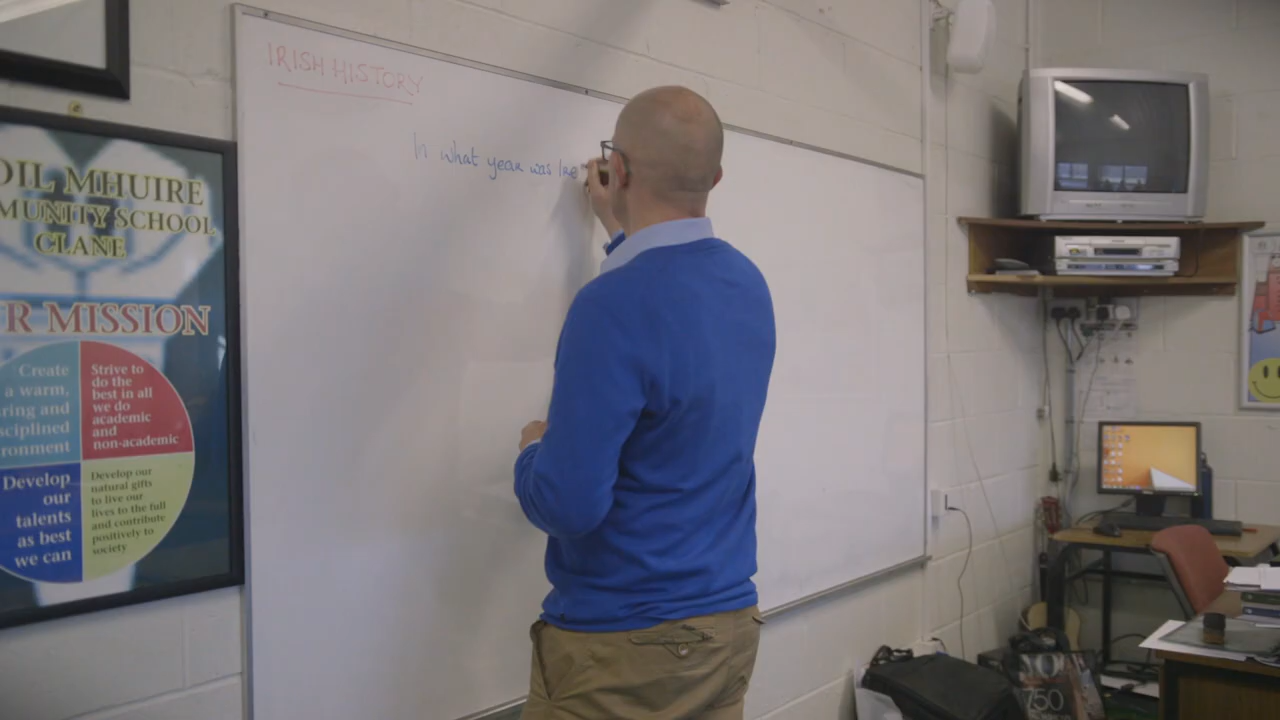 IRISH HISTORY
In what year was Ire
OIL MHUIRE
MUNITY SCHOOL
CLANE
R MISSION
Create
a warm,
ring and
sciplined
ronment
Strive to
do the
best in all
we do
academic
and
non-academic
Develop
our
talents
as best
we can
Develop our
natural gifts
to live our
lives to the full
and contribute
positively to
society
750